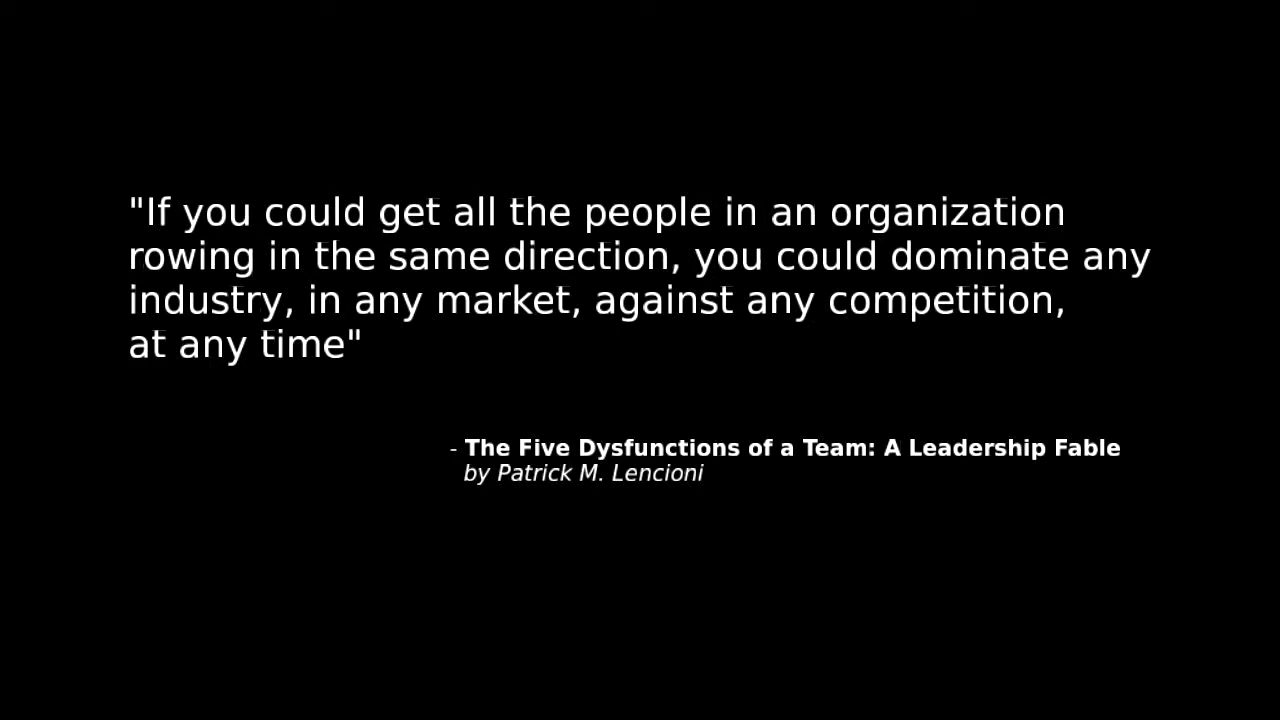 "If you could get all the people in an organization
rowing in the same direction, you could dominate any
industry, in any market, against any competition,
at any time"
- The Five Dysfunctions of a Team: A Leadership Fable
by Patrick M. Lencioni